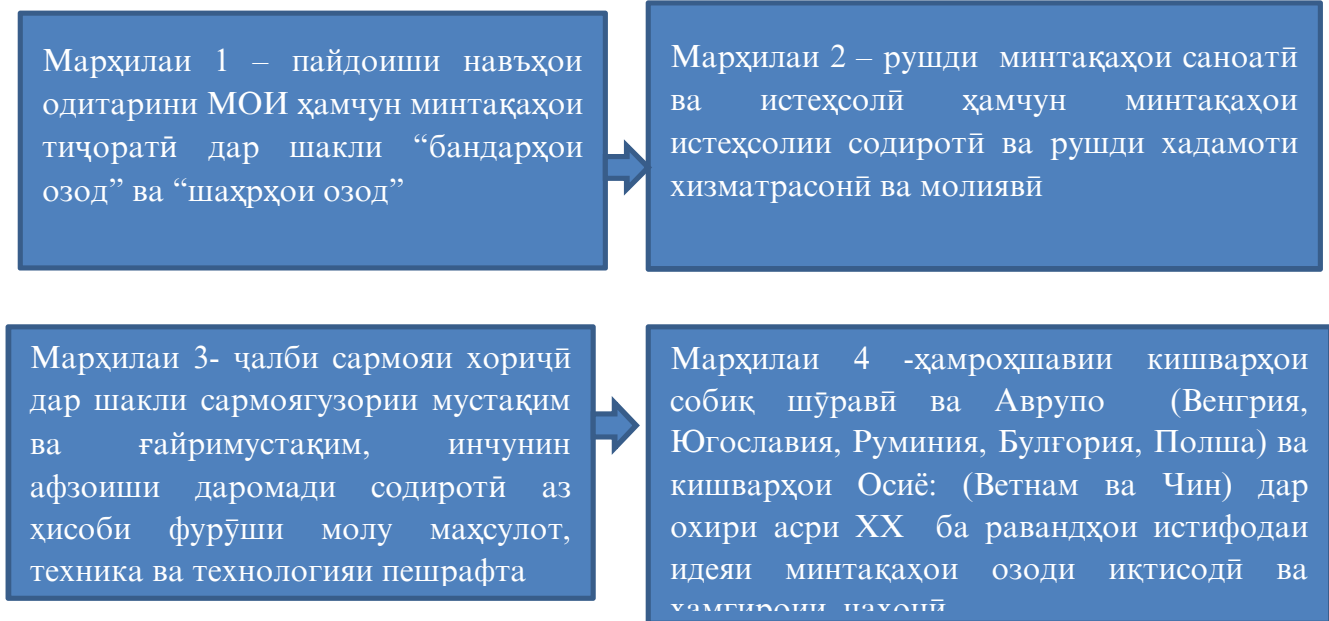 Марҳилаи 1 – пайдоиши навъҳои
одитарини МОИ ҳамчун минтақаҳои
тиҷоратӣ дар шакли “бандарҳои
озод” ва “шаҳрҳои озод”
Марҳилаи 2 – рушди минтақаҳои саноатӣ
ва истеҳсолӣ ҳамчун минтақаҳои
истеҳсолии содиротӣ ва рушди хадамоти
хизматрасонӣ ва молиявӣ
Марҳилаи 3- ҷалби сармояи хориҷӣ
дар шакли сармоягузории мустақим
ва ғайримустақим, инчунин
афзоиши даромади содиротӣ аз
ҳисоби фурӯши молу маҳсулот,
техника ва технологияи пешрафта
Марҳилаи 4 -ҳамроҳшавии кишварҳои
собиқ шӯравӣ ва Аврупо (Венгрия,
Югославия, Руминия, Булғория, Полша) ва
кишварҳои Осиё: (Ветнам ва Чин) дар
охири асри XX ба равандҳои истифодаи
идеяи минтақаҳои озоди иқтисодӣ ва